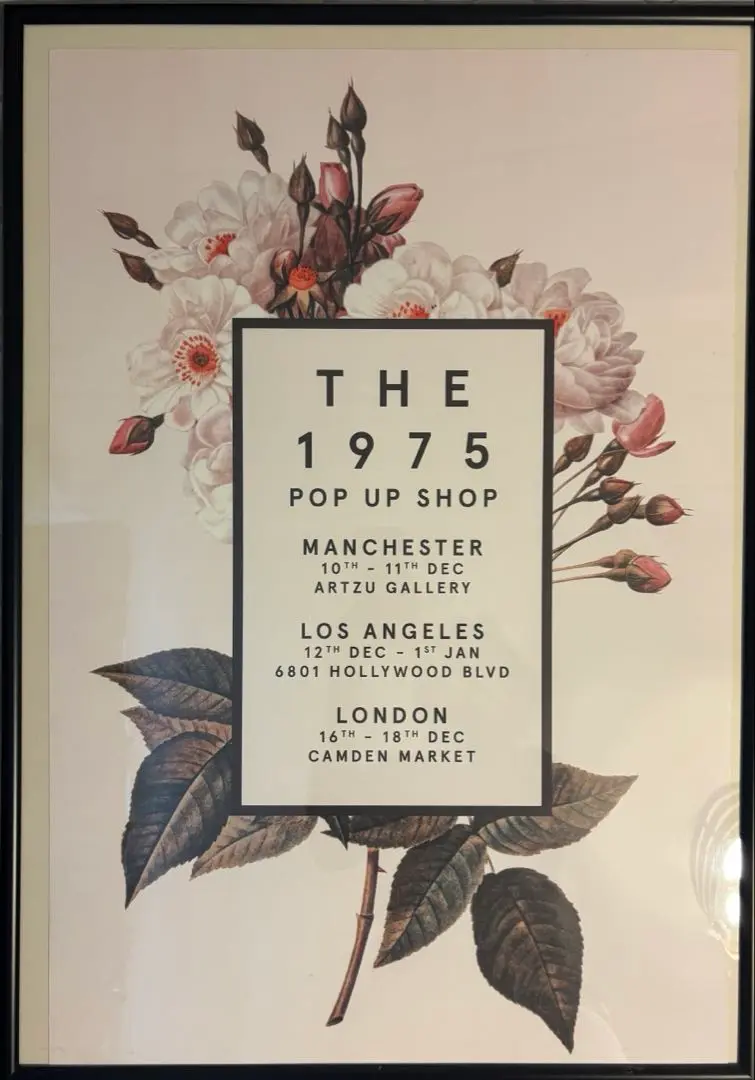 THE
1975
POP UP SHOP
MANCHESTER
10TH - 11TH DEC
ARTZU GALLERY
LOS ANGELES
12TH DEC - 1ST JAN
6801 HOLLYWOOD BLVD
LONDON
16TH - 18TH DEC
CAMDEN MARKET